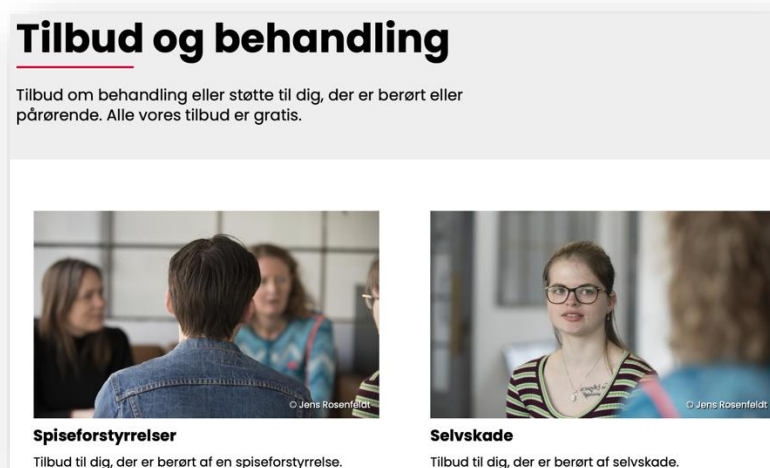 Tilbud og behandling
Tilbud om behandling eller støtte til dig, der er berørt eller
pårørende. Alle vores tilbud er gratis.
© Jens Rosenfeldt
© Jens Rosenfeldt
Spiseforstyrrelser
Tilbud til dig, der er berørt af en spiseforstyrrelse.
Selvskade
Tilbud til dig, der er berørt af selvskade.